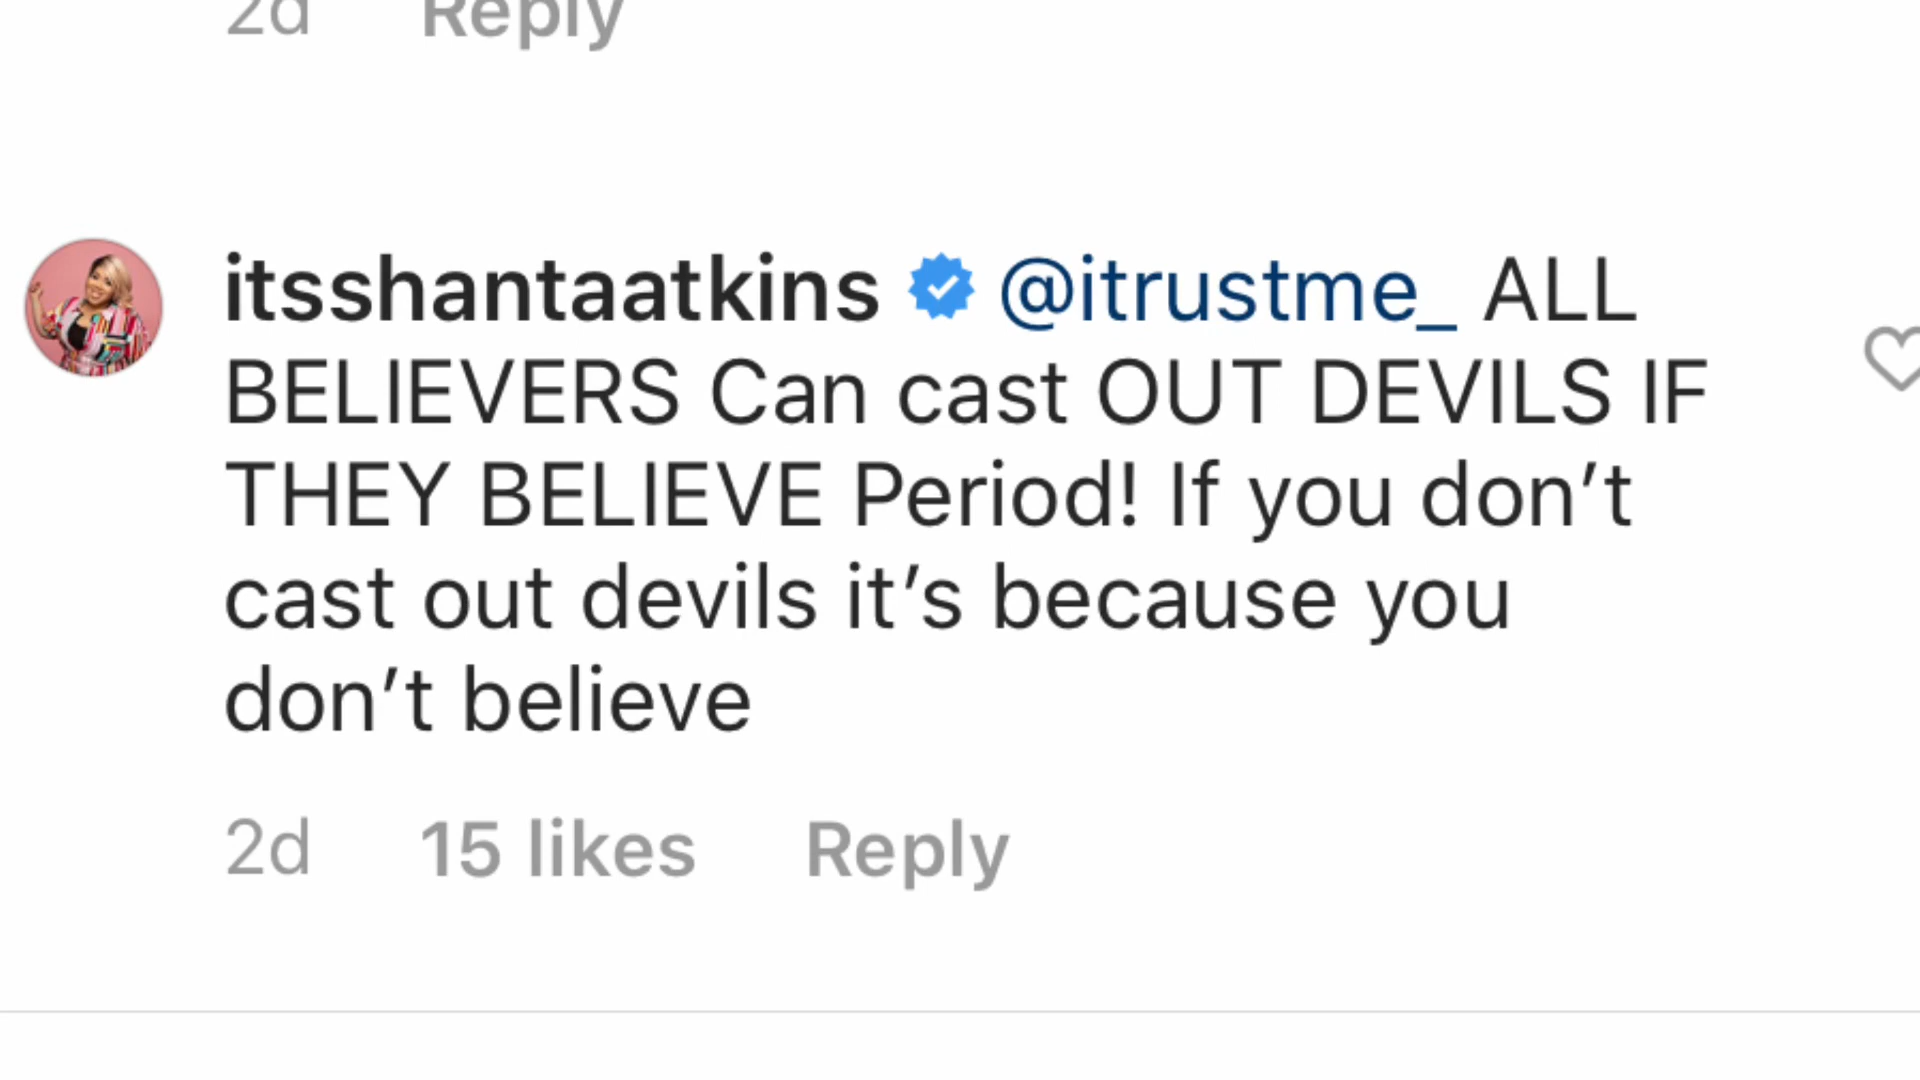 2d Reply
itsshantaatkins @itrustme_ ALL
BELIEVERS Can cast OUT DEVILS IF
THEY BELIEVE Period! If you don’t
cast out devils it’s because you
don’t believe
2d 15 likes Reply